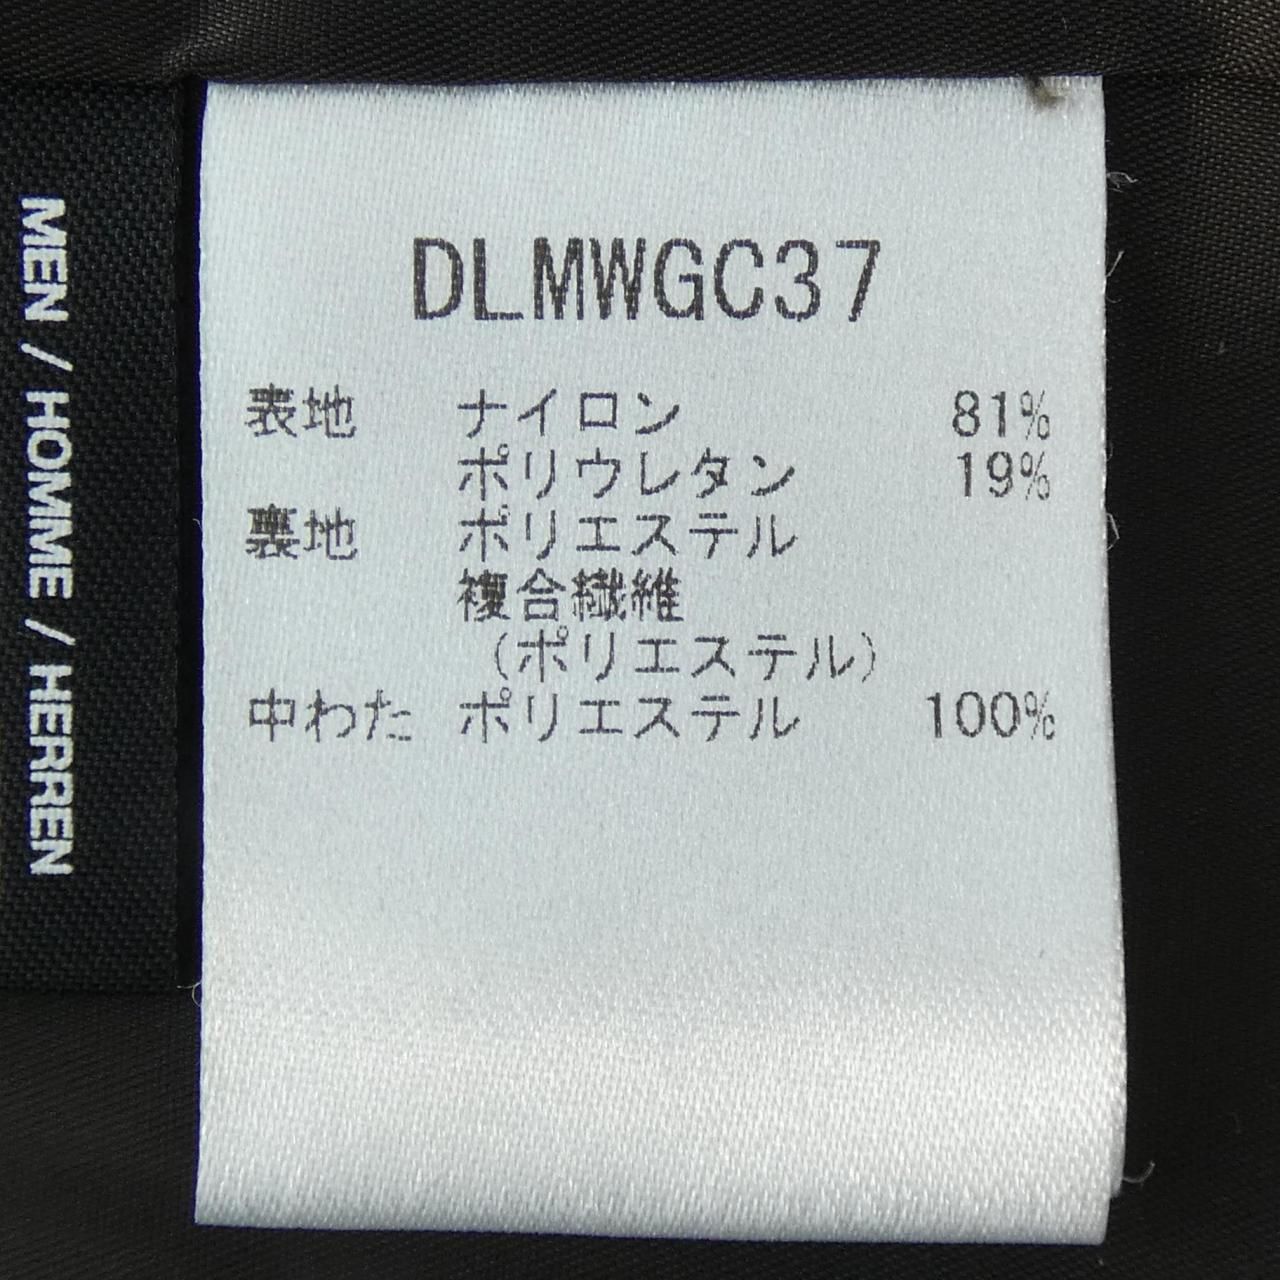 MEN / HOMME / HERREN
DLMWGC37
表地 ナイロン 81%
ポリウレタン 19%
裏地 ポリエステル
複合繊維
(ポリエステル)
中わた ポリエステル 100%